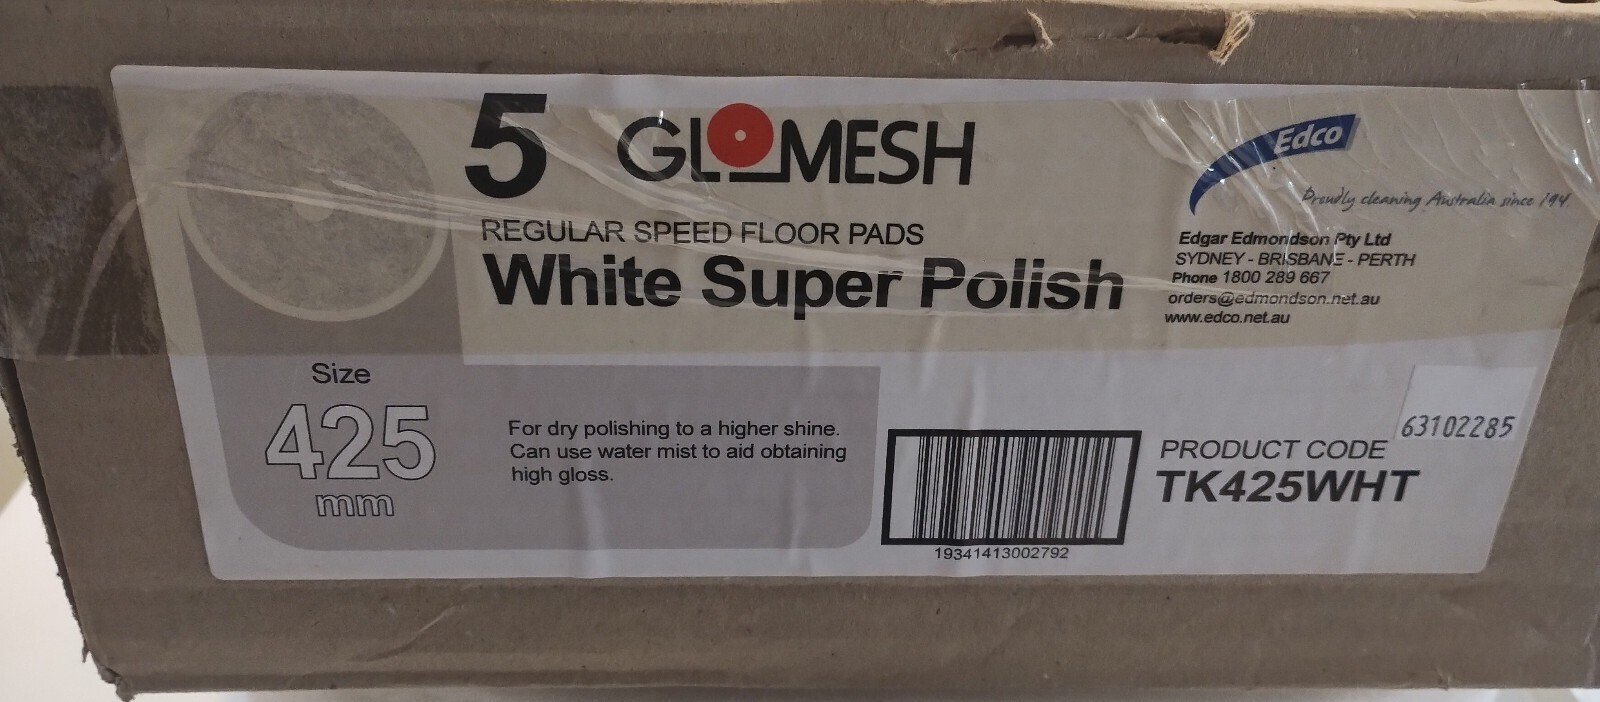 5 GLOMESH
REGULAR SPEED FLOOR PADS
White Super Polish
Edco
Proudly cleaning Australia since
Edgar Edmondson Pty Ltd
SYDNEY - BRISBANE - PERTH
Phone 1800 289 667
orders@edmondson.net.au
www.edco.net.au
Size
425
mm
For dry polishing to a higher shine.
Can use water mist to aid obtaining
high gloss.
19341413002792
63102285
PRODUCT CODE
TK425WHT